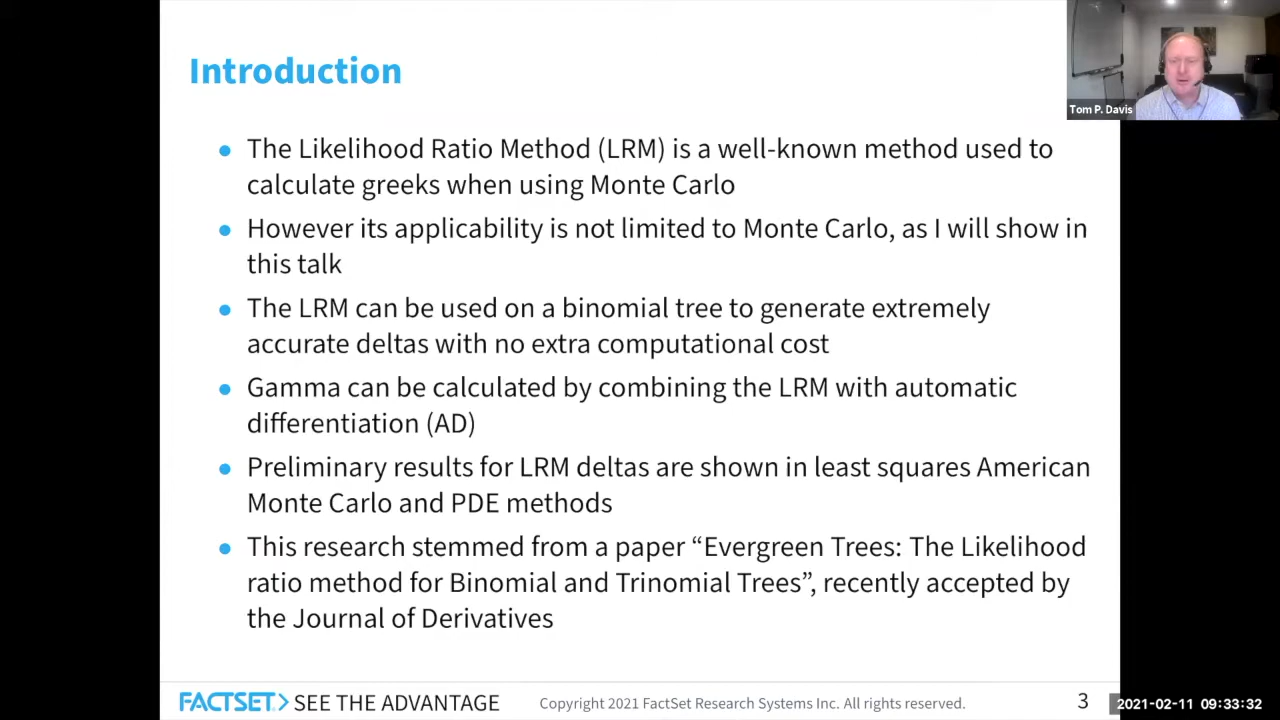 Introduction
Tom P. Davis
The Likelihood Ratio Method (LRM) is a well-known method used to
calculate greeks when using Monte Carlo
However its applicability is not limited to Monte Carlo, as I will show in
this talk
The LRM can be used on a binomial tree to generate extremely
accurate deltas with no extra computational cost
Gamma can be calculated by combining the LRM with automatic
differentiation (AD)
Preliminary results for LRM deltas are shown in least squares American
Monte Carlo and PDE methods
This research stemmed from a paper “Evergreen Trees: The Likelihood
ratio method for Binomial and Trinomial Trees”, recently accepted by
the Journal of Derivatives
FACTSET SEE THE ADVANTAGE
Copyright 2021 FactSet Research Systems Inc. All rights reserved.
3
2021-02-11 09:33:32